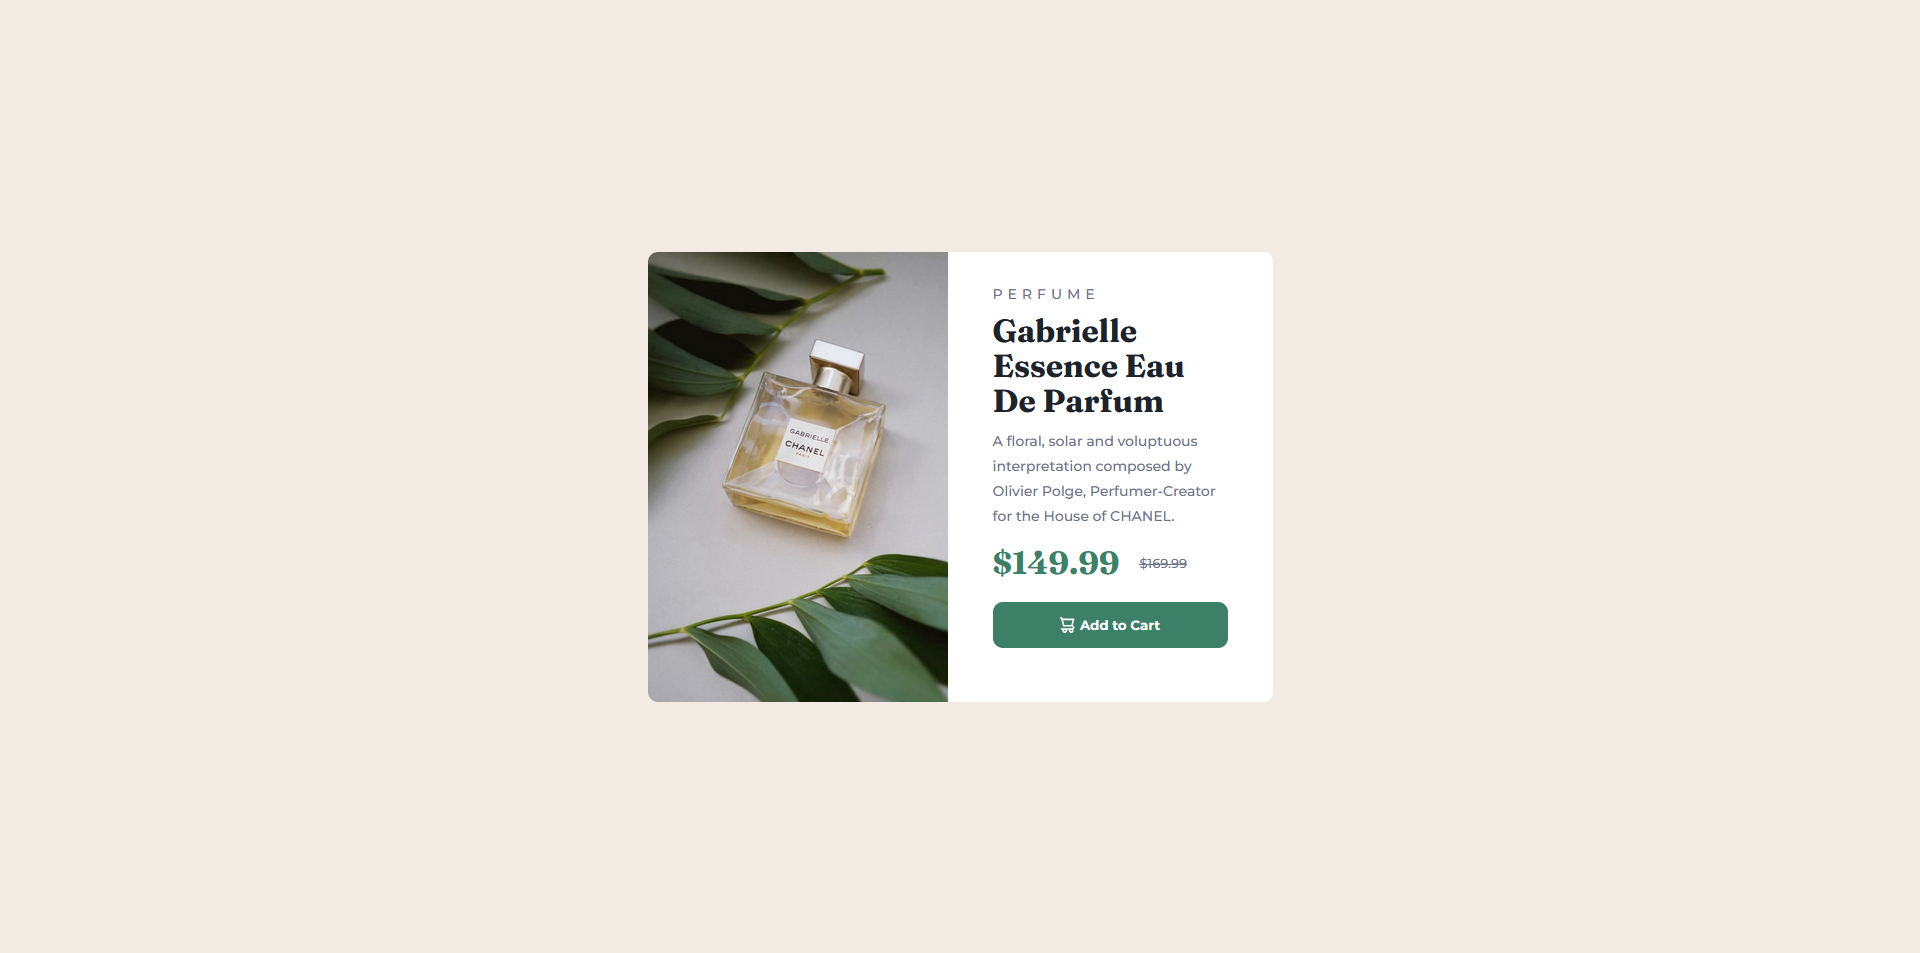 PERFUME
Gabrielle
Essence Eau
De Parfum
A floral, solar and voluptuous
interpretation composed by
Olivier Polge, Perfumer-Creator
for the House of CHANEL.
$149.99 $169.99
Add to Cart
GABRIELLE
CHANEL
PARIS